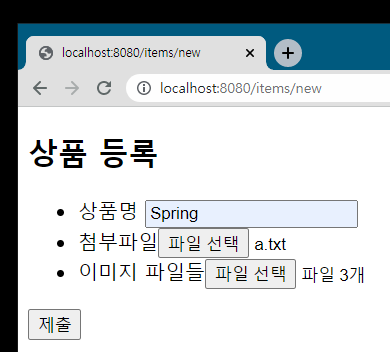 localhost:8080/items/new
localhost:8080/items/new
상품 등록
상품명 Spring
첨부파일 파일 선택 a.txt
이미지 파일들 파일 선택 파일 3개
제출